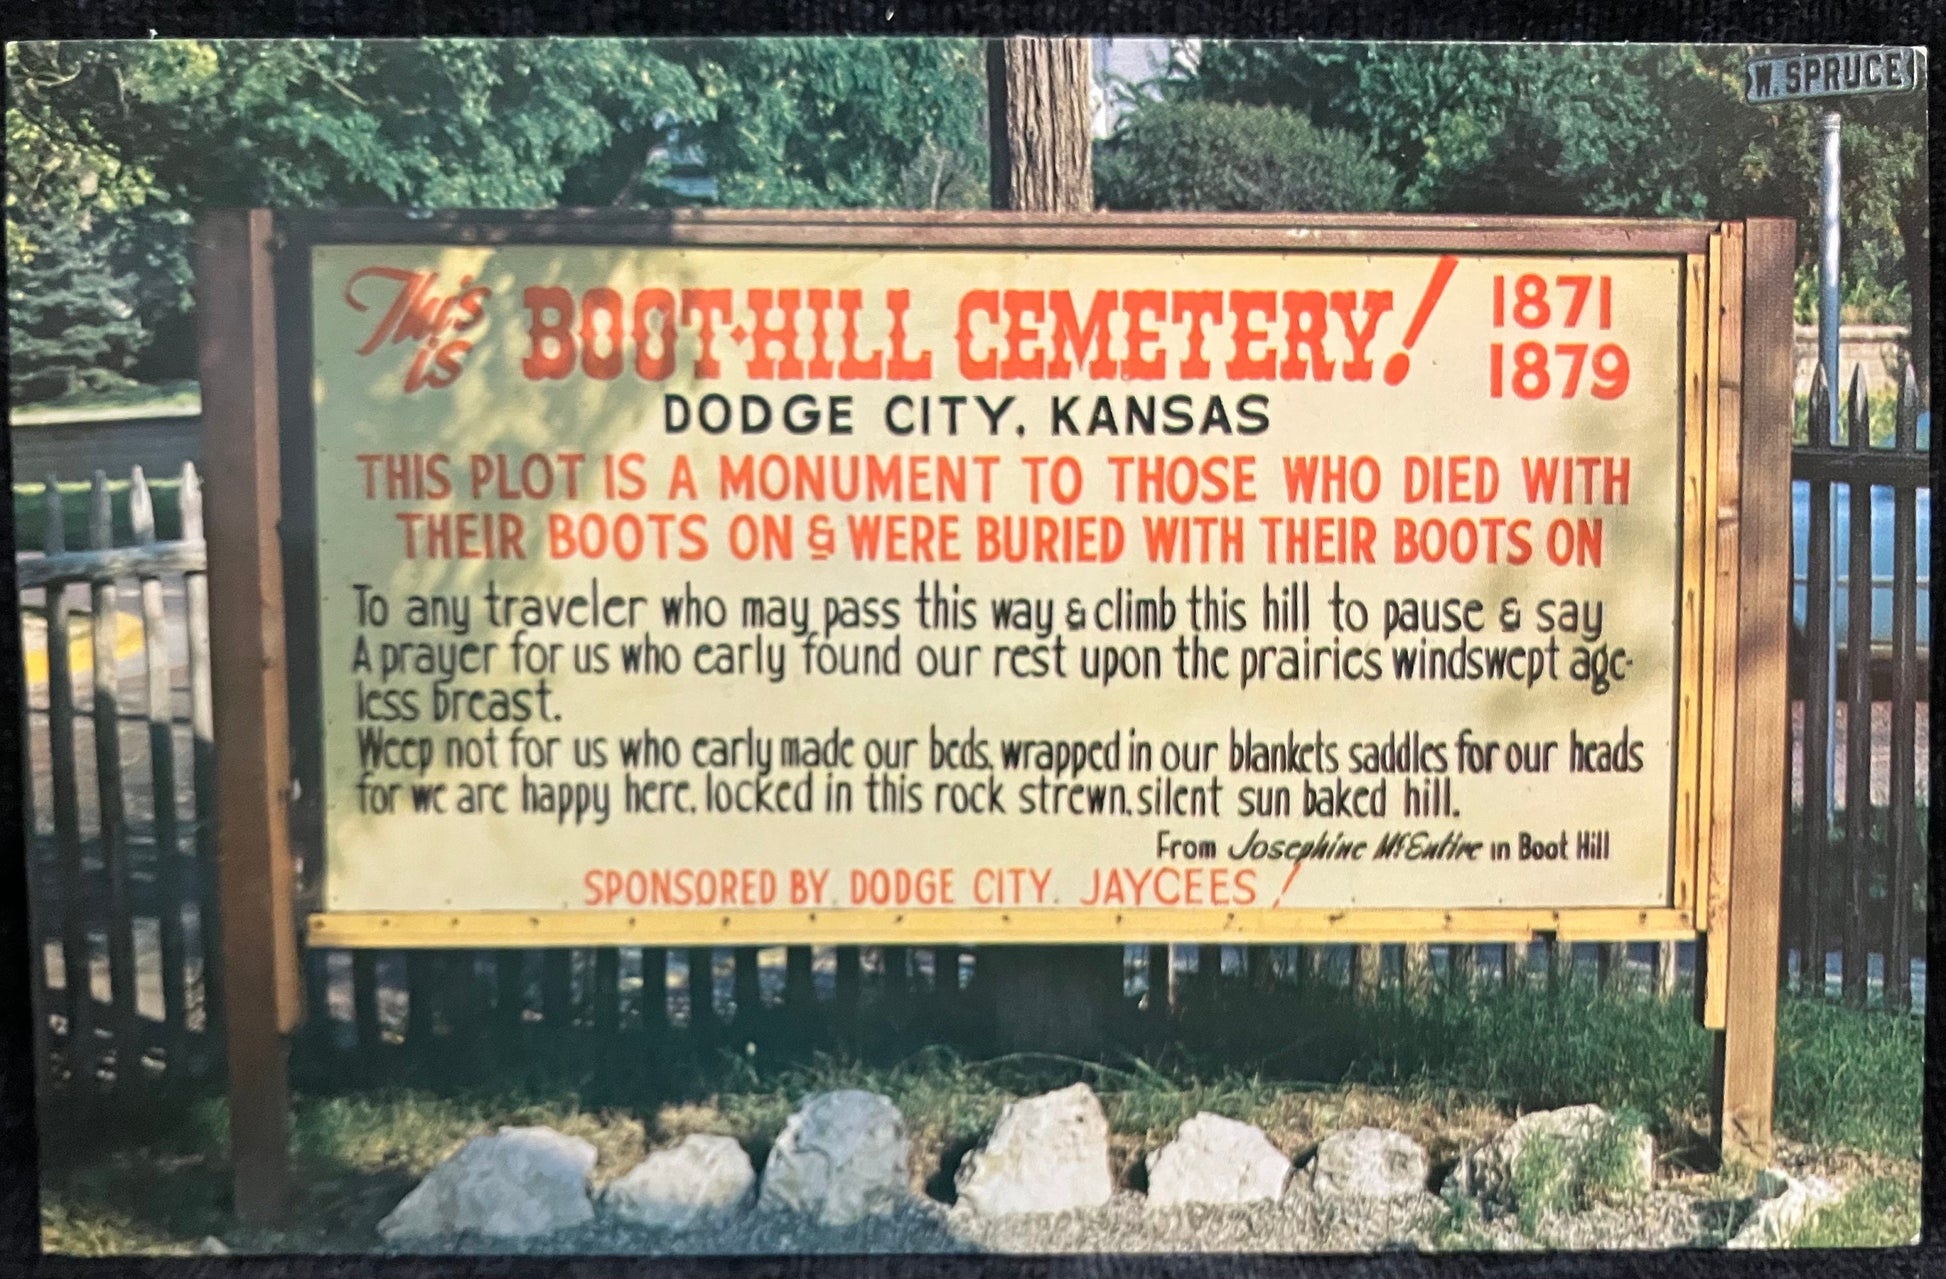 W. SPRUCE
This is BOOT·HILL CEMETERY! 1871 1879
DODGE CITY, KANSAS
THIS PLOT IS A MONUMENT TO THOSE WHO DIED WITH
THEIR BOOTS ON & WERE BURIED WITH THEIR BOOTS ON
To any traveler who may pass this way & climb this hill to pause & say
A prayer for us who early found our rest upon the prairies windswept age-
less breast.
Weep not for us who early made our beds, wrapped in our blankets saddles for our heads
for we are happy here, locked in this rock strewn, silent sun baked hill.
From Josephine McEntire in Boot Hill
SPONSORED BY DODGE CITY. JAYCEES!